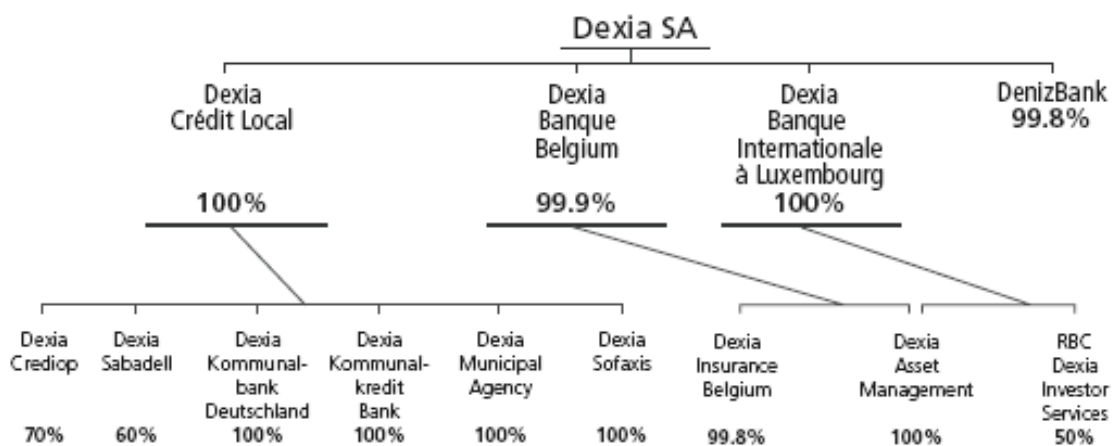 Dexia SA
Dexia
Crédit Local
100%
Dexia
Banque
Belgium
99.9%
Dexia
Banque
Internationale
à Luxembourg
100%
DenizBank
99.8%
Dexia
Crediop
70%
Dexia
Sabadell
60%
Dexia
Kommunal-
bank
Deutschland
100%
Dexia
Kommunal-
kredit
Bank
100%
Dexia
Municipal
Agency
100%
Dexia
Sofaxis
100%
Dexia
Insurance
Belgium
99.8%
Dexia
Asset
Management
100%
RBC
Dexia
Investor
Services
50%